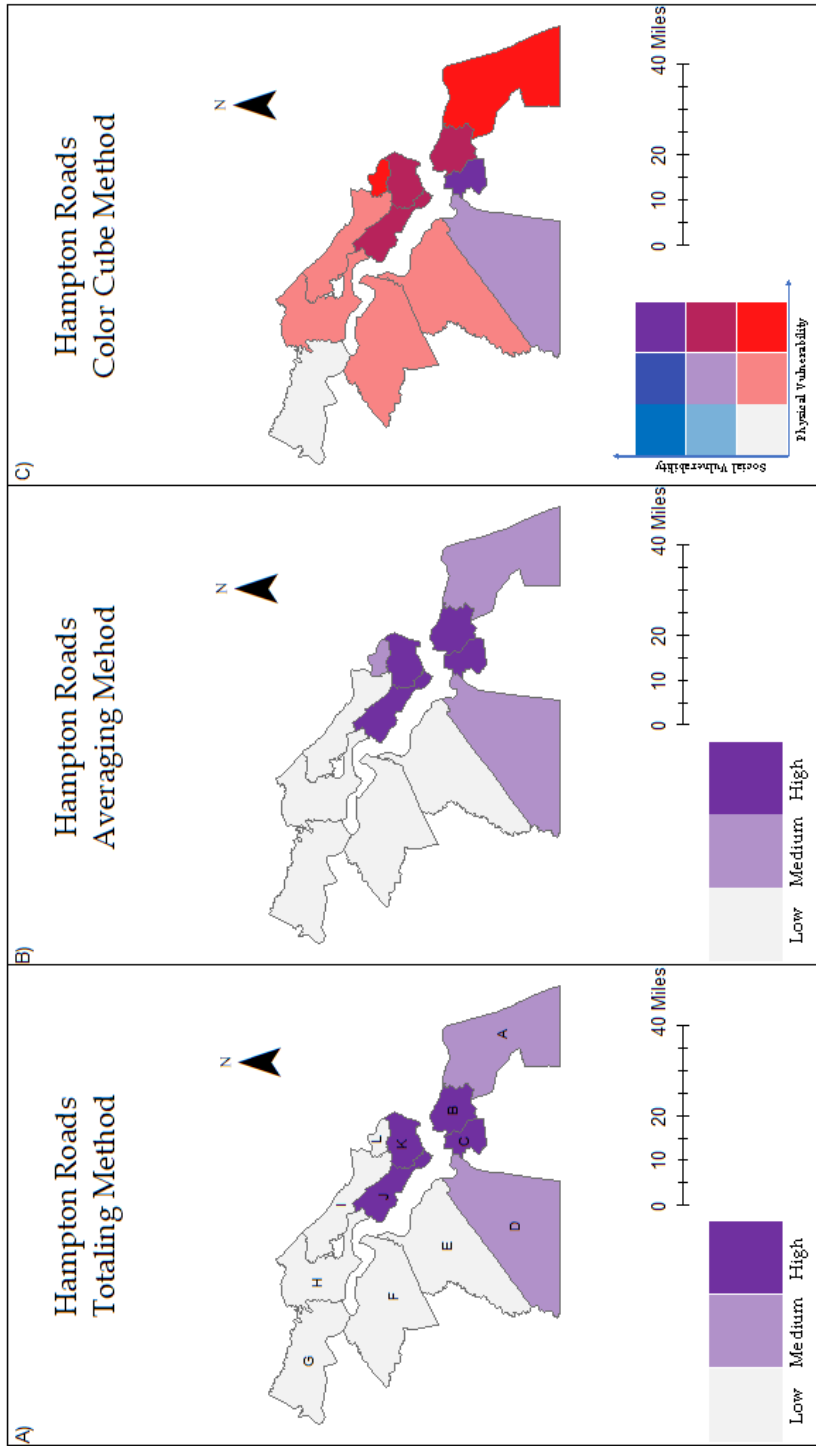 A)
Hampton Roads
Totaling Method
N
G
H
I
J
L
K
F
E
D
C
B
A
Low
Medium
High
0
10
20
40 Miles
B)
Hampton Roads
Averaging Mehod
N
Low
Medium
High
0
10
20
40 Miles
C)
Hampton Roads
Color Cube Method
N
Social Vulnerability
Physical Vulnerability
0
10
20
40 Miles